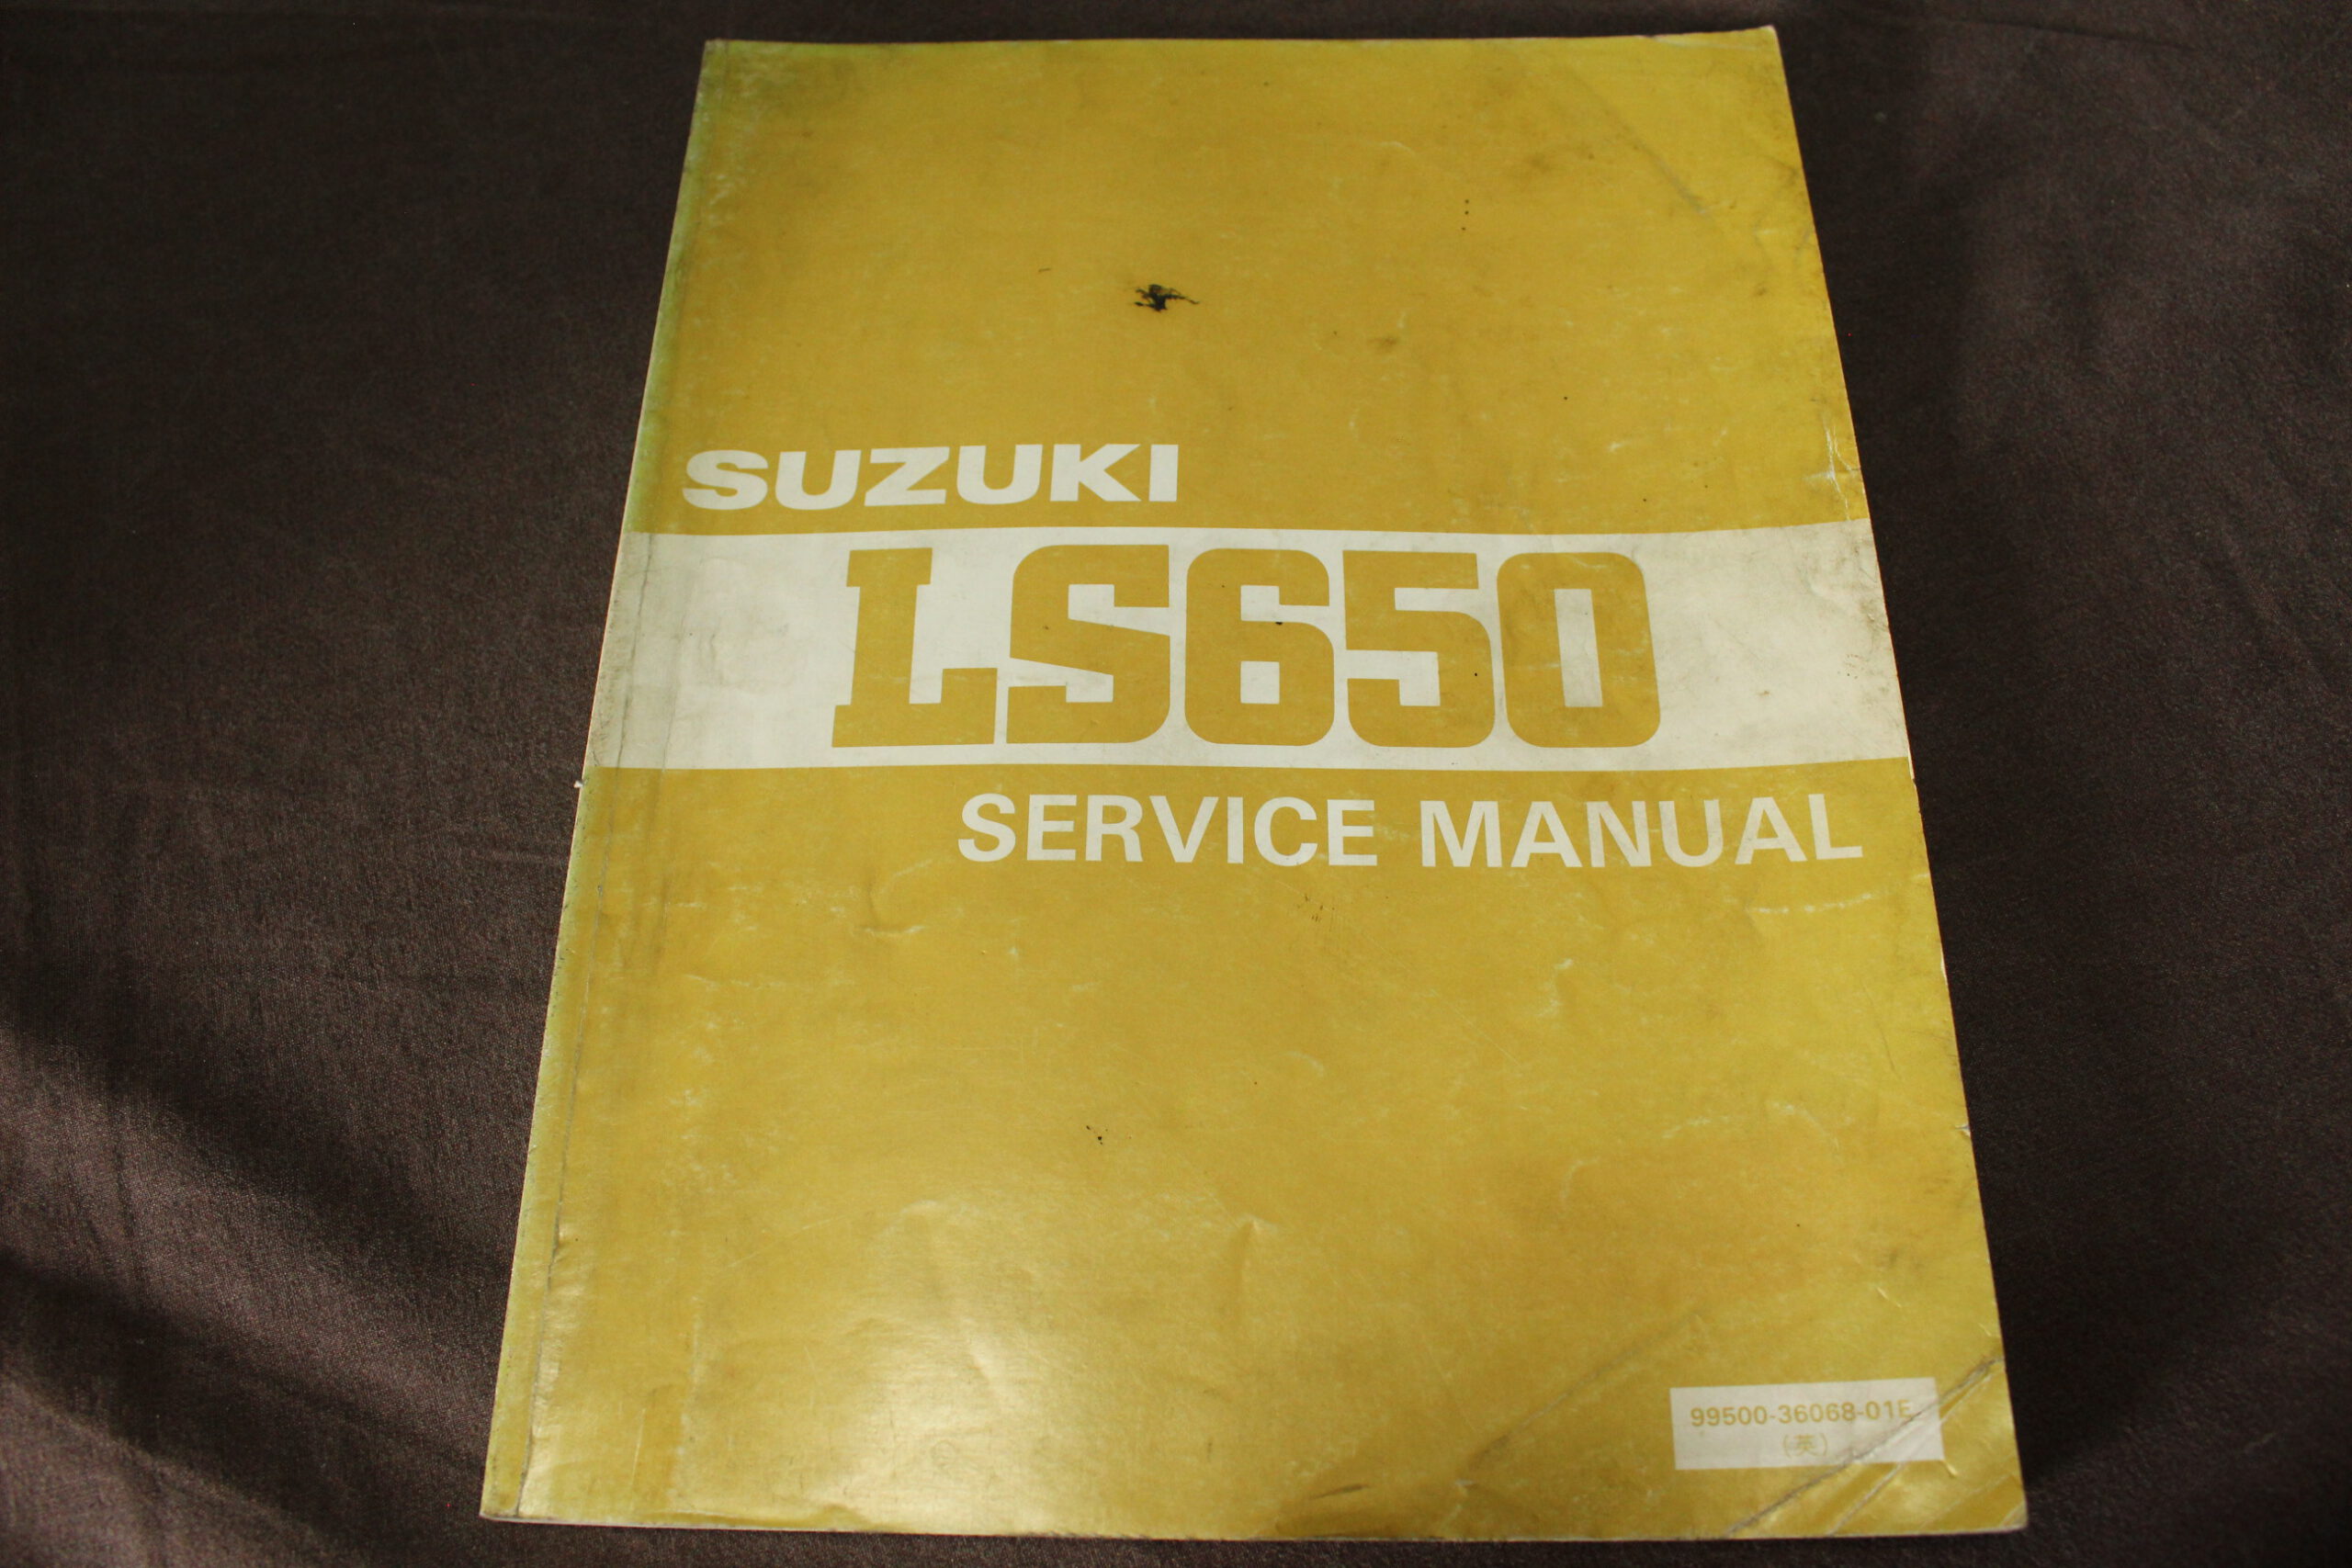 SUZUKI
LS650
SERVICE MANUAL
99500-36068-01E
(英)